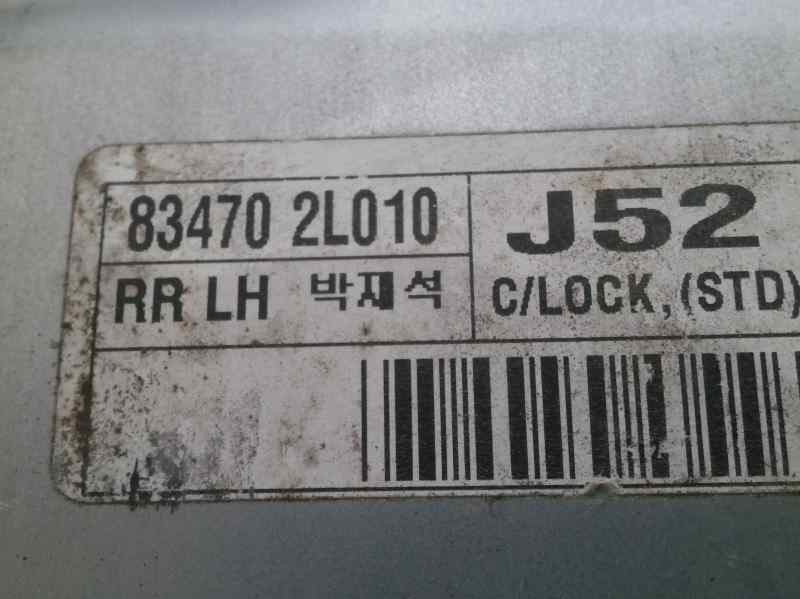 83470 2L010
J52
RR LH 박재석
C/LOCK, (STD)